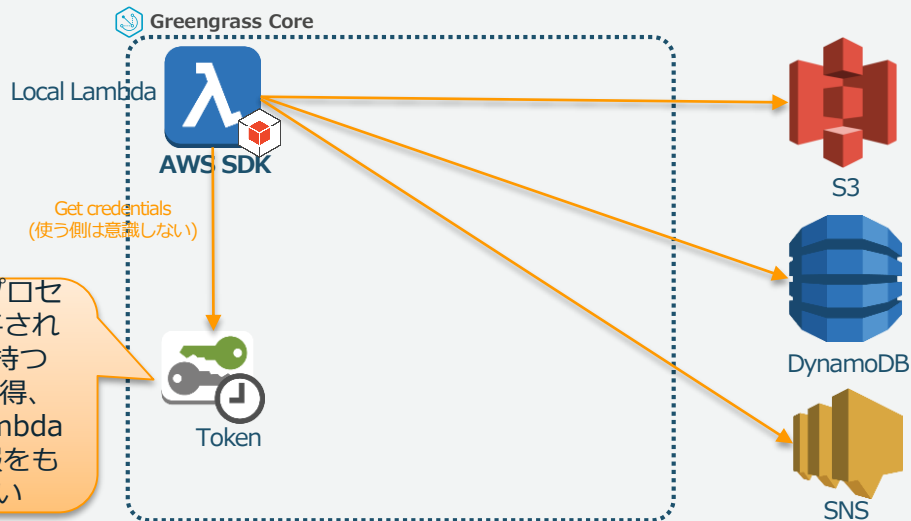 Greengrass Core
Local Lambda
AWS SDK
Get credentials
(使う側は意識しない)
Token
S3
DynamoDB
SNS
プロセ
され
持つ
得、
mbda
をも
い